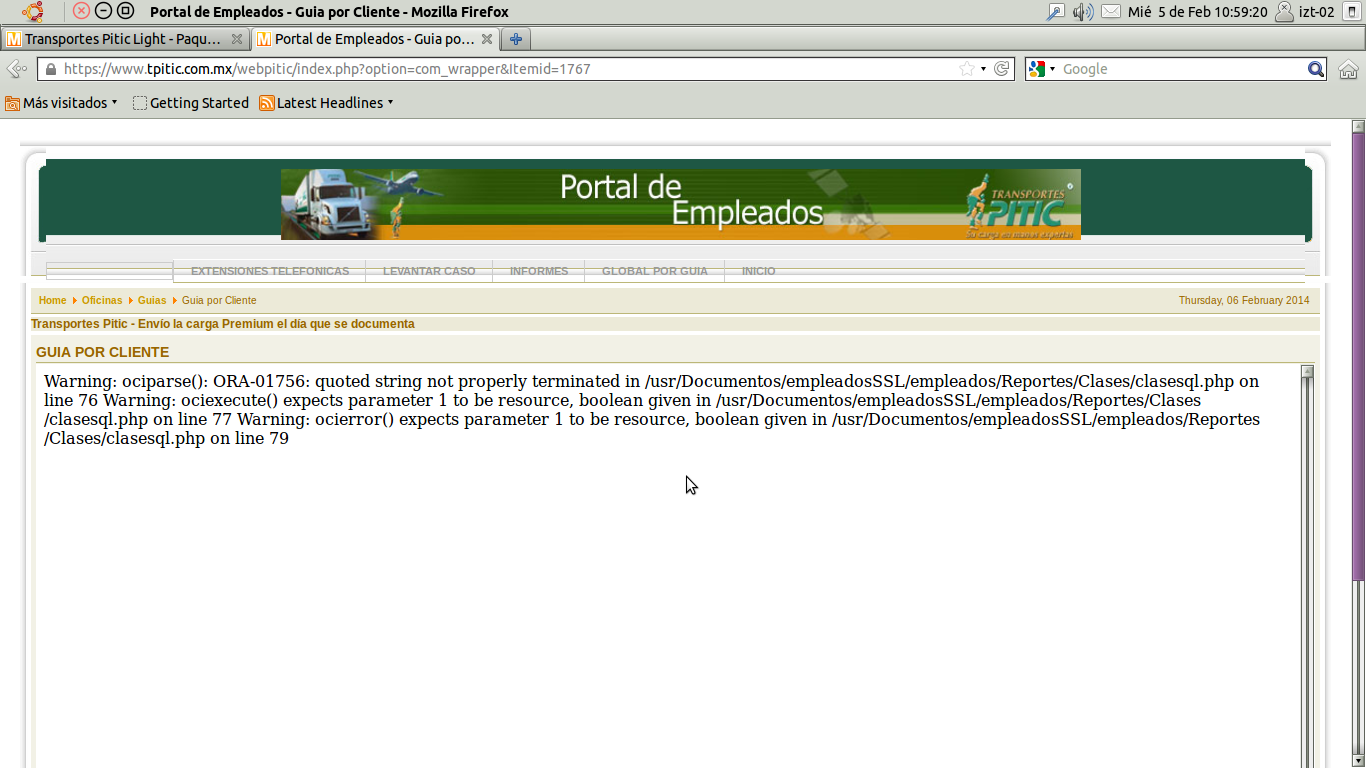 Portal de Empleados - Guia por Cliente - Mozilla Firefox
Mié 5 de Feb 10:59:20 izt-02
Transportes Pitic Light - Paqu...
Portal de Empleados - Guia po...
https://www.tpitic.com.mx/webpitic/index.php?option=com_wrapper&Itemid=1767
Google
Más visitados
Getting Started
Latest Headlines
Portal de
Empleados
TRANSPORTES
PITIC
Su carga en manos expertas
EXTENSIONES TELEFONICAS
LEVANTAR CASO
INFORMES
GLOBAL POR GUIA
INICIO
Home Oficinas Guias Guia por Cliente
Thursday, 06 February 2014
Transportes Pitic - Envío la carga Premium el día que se documenta
GUIA POR CLIENTE
Warning: ociparse(): ORA-01756: quoted string not properly terminated in /usr/Documentos/empleadosSSL/empleados/Reportes/Clases/clasesql.php on
line 76 Warning: ociexecute() expects parameter 1 to be resource, boolean given in /usr/Documentos/empleadosSSL/empleados/Reportes/Clases
/clasesql.php on line 77 Warning: ocierror() expects parameter 1 to be resource, boolean given in /usr/Documentos/empleadosSSL/empleados/Reportes
/Clases/clasesql.php on line 79